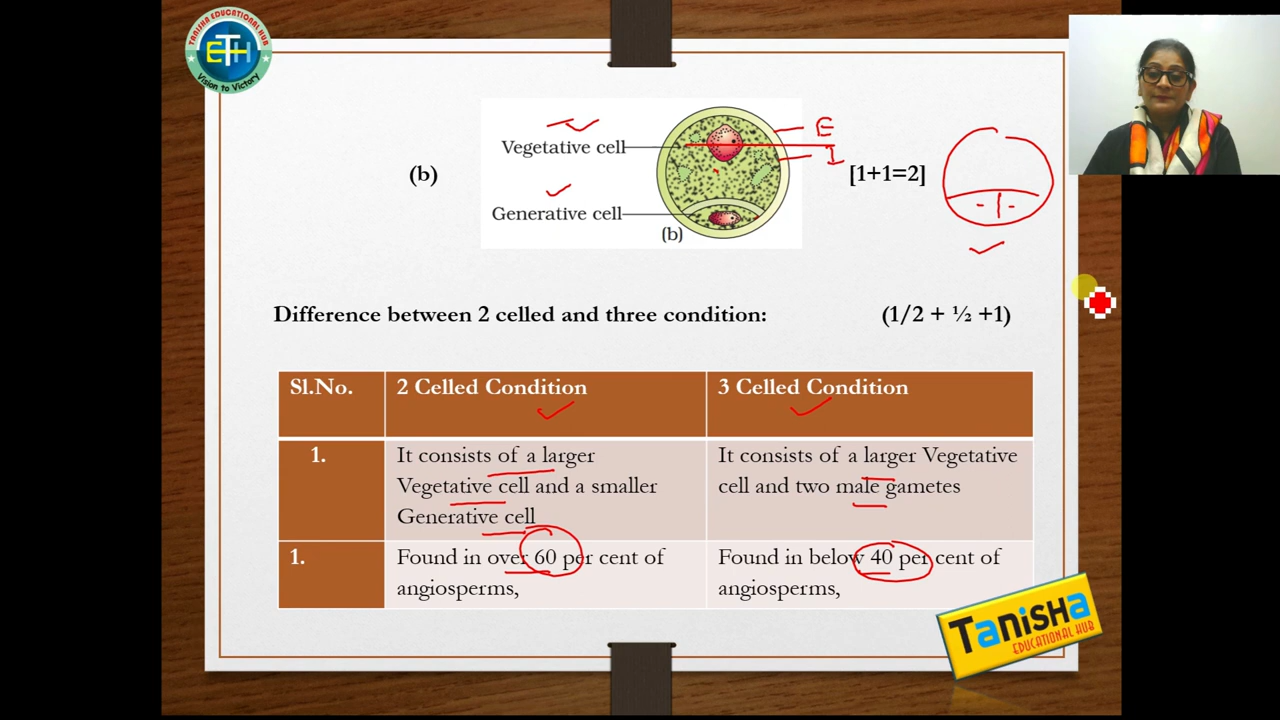 TANISHA EDUCATIONAL HUB
ETH
Vision to Victory
Vegetative cell
E
I
(b)
[1+1=2]
Generative cell
(b)
Difference between 2 celled and three condition:
(1/2 + ½ +1)
Sl.No.
2 Celled Condition
3 Celled Condition
1.
It consists of a larger
Vegetative cell and a smaller
Generative cell
It consists of a larger Vegetative
cell and two male gametes
1.
Found in over 60 per cent of
angiosperms,
Found in below 40 per cent of
angiosperms,
TaniSHa
EDUCATIONAL HUB